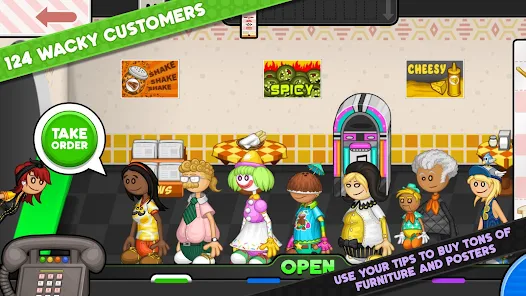 124 WACKY CUSTOMERS
SHAKE
SHAKE
SHAKE
SPICY
CHEESY
TAKE
ORDER
OPEN
USE YOUR TIPS TO BUY TONS OF
FURNITURE AND POSTERS